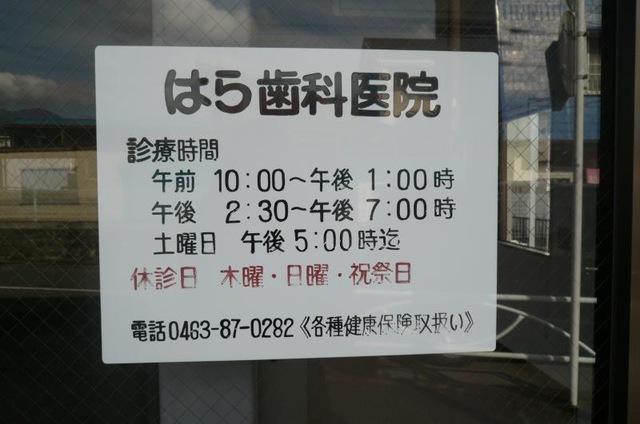 はら歯科医院
診療時間
午前 10:00～午後 1:00時
午後 2:30～午後 7:00時
土曜日 午後 5:00時迄
休診日 木曜・日曜・祝祭日
電話0463-87-0282《各種健康保険取扱い》